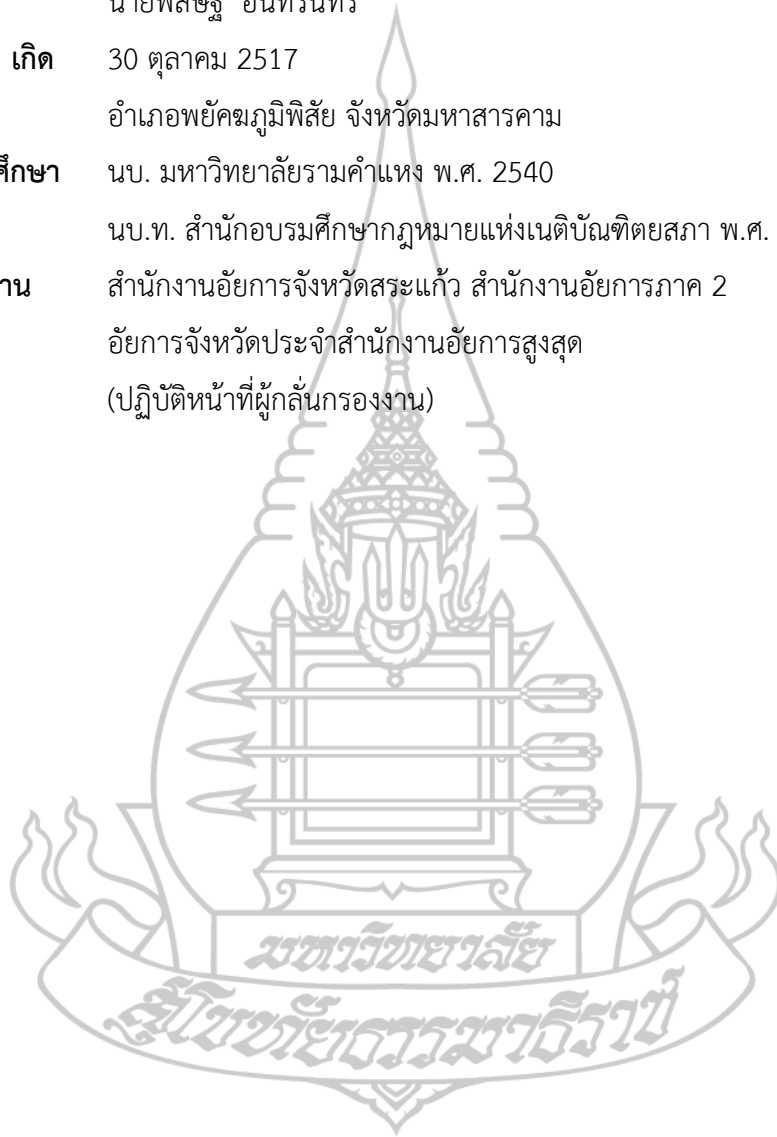 เกิด 30 ตุลาคม 2517
อำเภอพยัคฆภูมิพิสัย จังหวัดมหาสารคาม
ศึกษา นบ. มหาวิทยาลัยรามคำแหง พ.ศ. 2540
นบ.ท. สำนักอบรมศึกษากฎหมายแห่งเนติบัณฑิตยสภา พ.ศ.
าน สำนักงานอัยการจังหวัดสระแก้ว สำนักงานอัยการภาค 2
อัยการจังหวัดประจำสำนักงานอัยการสูงสุด
(ปฏิบัติหน้าที่ผู้กลั่นกรองงาน)
มหาวิทยาลัย
สุโขทัยธรรมาธิราช